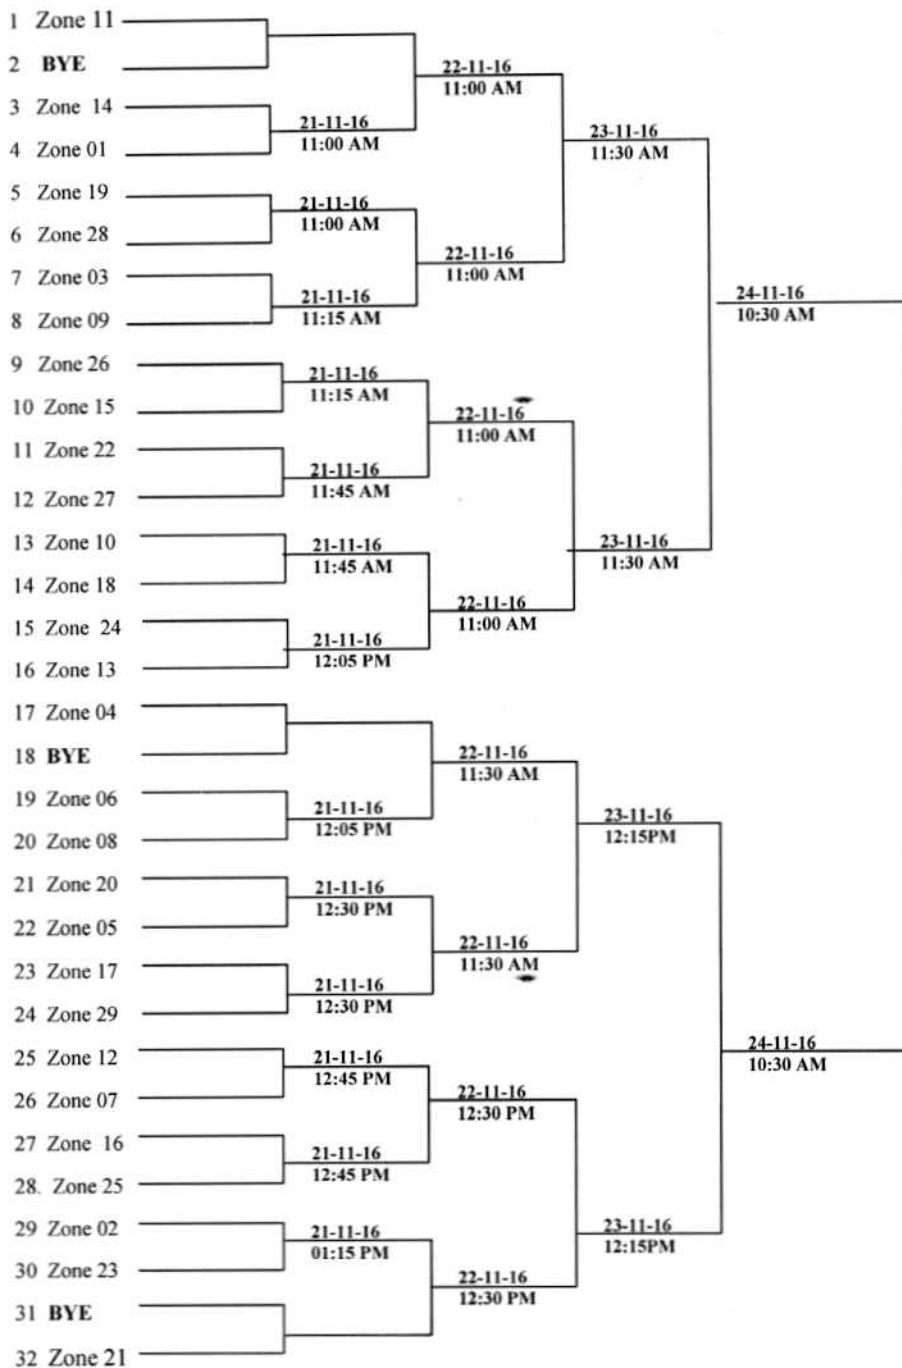 1 Zone 11
2 BYE
22-11-16
11:00 AM
3 Zone 14
21-11-16
11:00 AM
23-11-16
11:30 AM
4 Zone 01
5 Zone 19
21-11-16
11:00 AM
6 Zone 28
22-11-16
11:00 AM
7 Zone 03
21-11-16
11:15 AM
24-11-16
10:30 AM
8 Zone 09
9 Zone 26
21-11-16
11:15 AM
10 Zone 15
22-11-16
11:00 AM
11 Zone 22
21-11-16
11:45 AM
12 Zone 27
13 Zone 10
21-11-16
11:45 AM
23-11-16
11:30 AM
14 Zone 18
22-11-16
11:00 AM
15 Zone 24
21-11-16
12:05 PM
16 Zone 13
17 Zone 04
18 BYE
22-11-16
11:30 AM
19 Zone 06
21-11-16
12:05 PM
23-11-16
12:15PM
20 Zone 08
21 Zone 20
21-11-16
12:30 PM
22 Zone 05
22-11-16
11:30 AM
23 Zone 17
21-11-16
12:30 PM
24 Zone 29
24-11-16
10:30 AM
25 Zone 12
21-11-16
12:45 PM
26 Zone 07
22-11-16
12:30 PM
27 Zone 16
21-11-16
12:45 PM
28. Zone 25
29 Zone 02
21-11-16
01:15 PM
23-11-16
12:15PM
30 Zone 23
22-11-16
12:30 PM
31 BYE
32 Zone 21